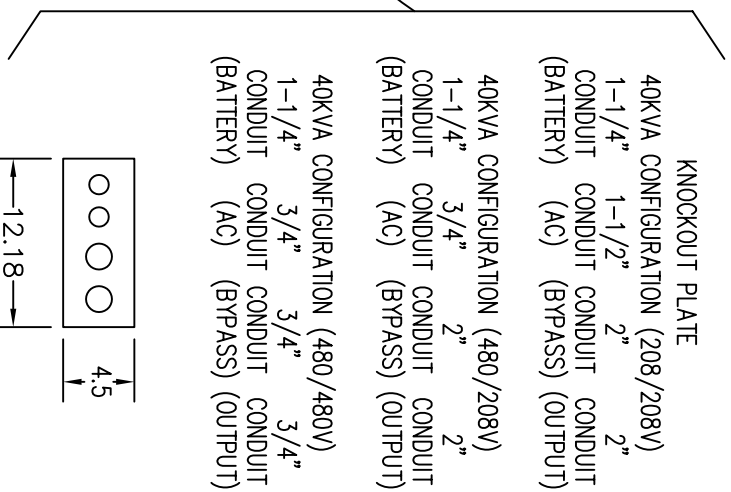 KNOCKOUT PLATE
40KVA CONFIGURATION (208/208V)
1-1/4" 1-1/2" 2" 2"
CONDUIT CONDUIT CONDUIT CONDUIT
(BATTERY) (AC) (BYPASS) (OUTPUT)
40KVA CONFIGURATION (480/208V)
1-1/4" 3/4" 2" 2"
CONDUIT CONDUIT CONDUIT CONDUIT
(BATTERY) (AC) (BYPASS) (OUTPUT)
40KVA CONFIGURATION (480/480V)
1-1/4" 3/4" 3/4" 3/4"
CONDUIT CONDUIT CONDUIT CONDUIT
(BATTERY) (AC) (BYPASS) (OUTPUT)
4.5
12.18